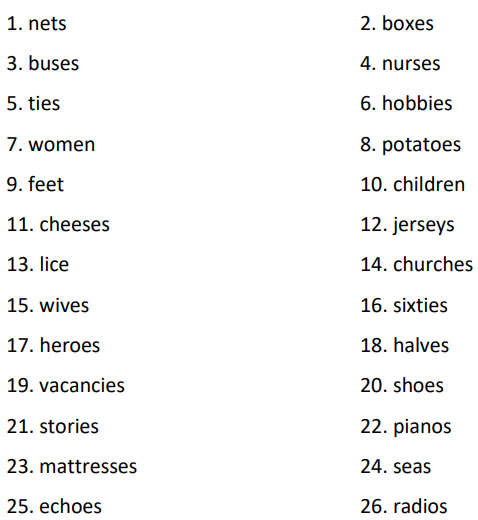 1. nets 2. boxes
3. buses 4. nurses
5. ties 6. hobbies
7. women 8. potatoes
9. feet 10. children
11. cheeses 12. jerseys
13. lice 14. churches
15. wives 16. sixties
17. heroes 18. halves
19. vacancies 20. shoes
21. stories 22. pianos
23. mattresses 24. seas
25. echoes 26. radios